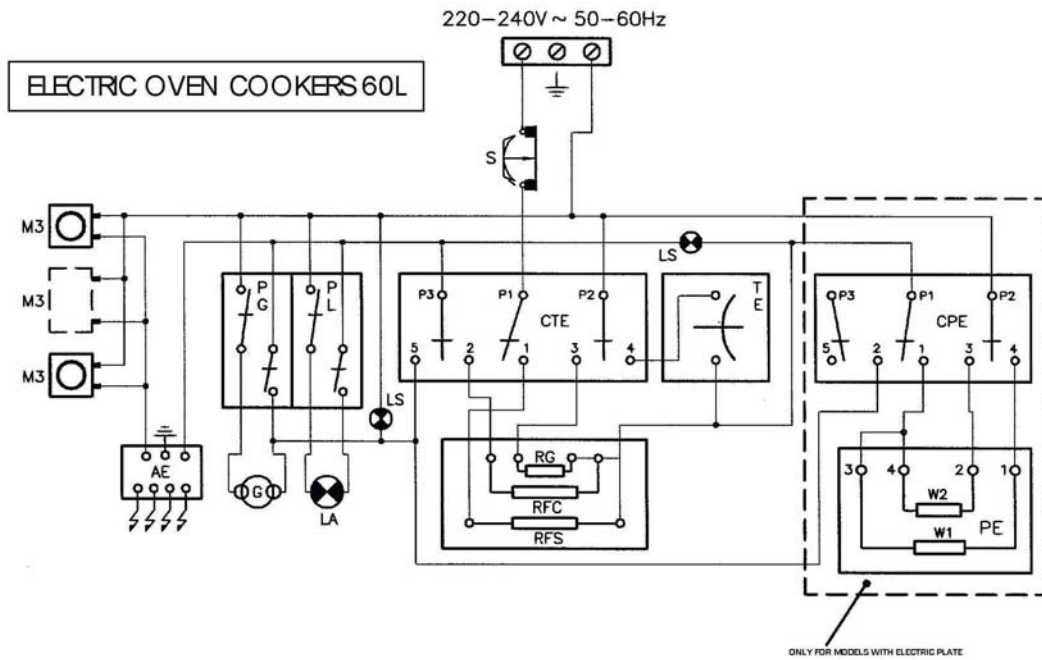 220-240V ~ 50-60Hz
ELECTRIC OVEN COOKERS 60L
S
M3
M3
M3
LS
P
G
P
L
P3
P1
P2
CTE
5
2
1
3
4
T
E
P3
P1
P2
CPE
5
2
1
3
4
LS
AE
G
LA
RG
RFC
RFS
3
4
2
1
W2
W1
PE
ONLY FOR MODELS WITH ELECTRIC PLATE